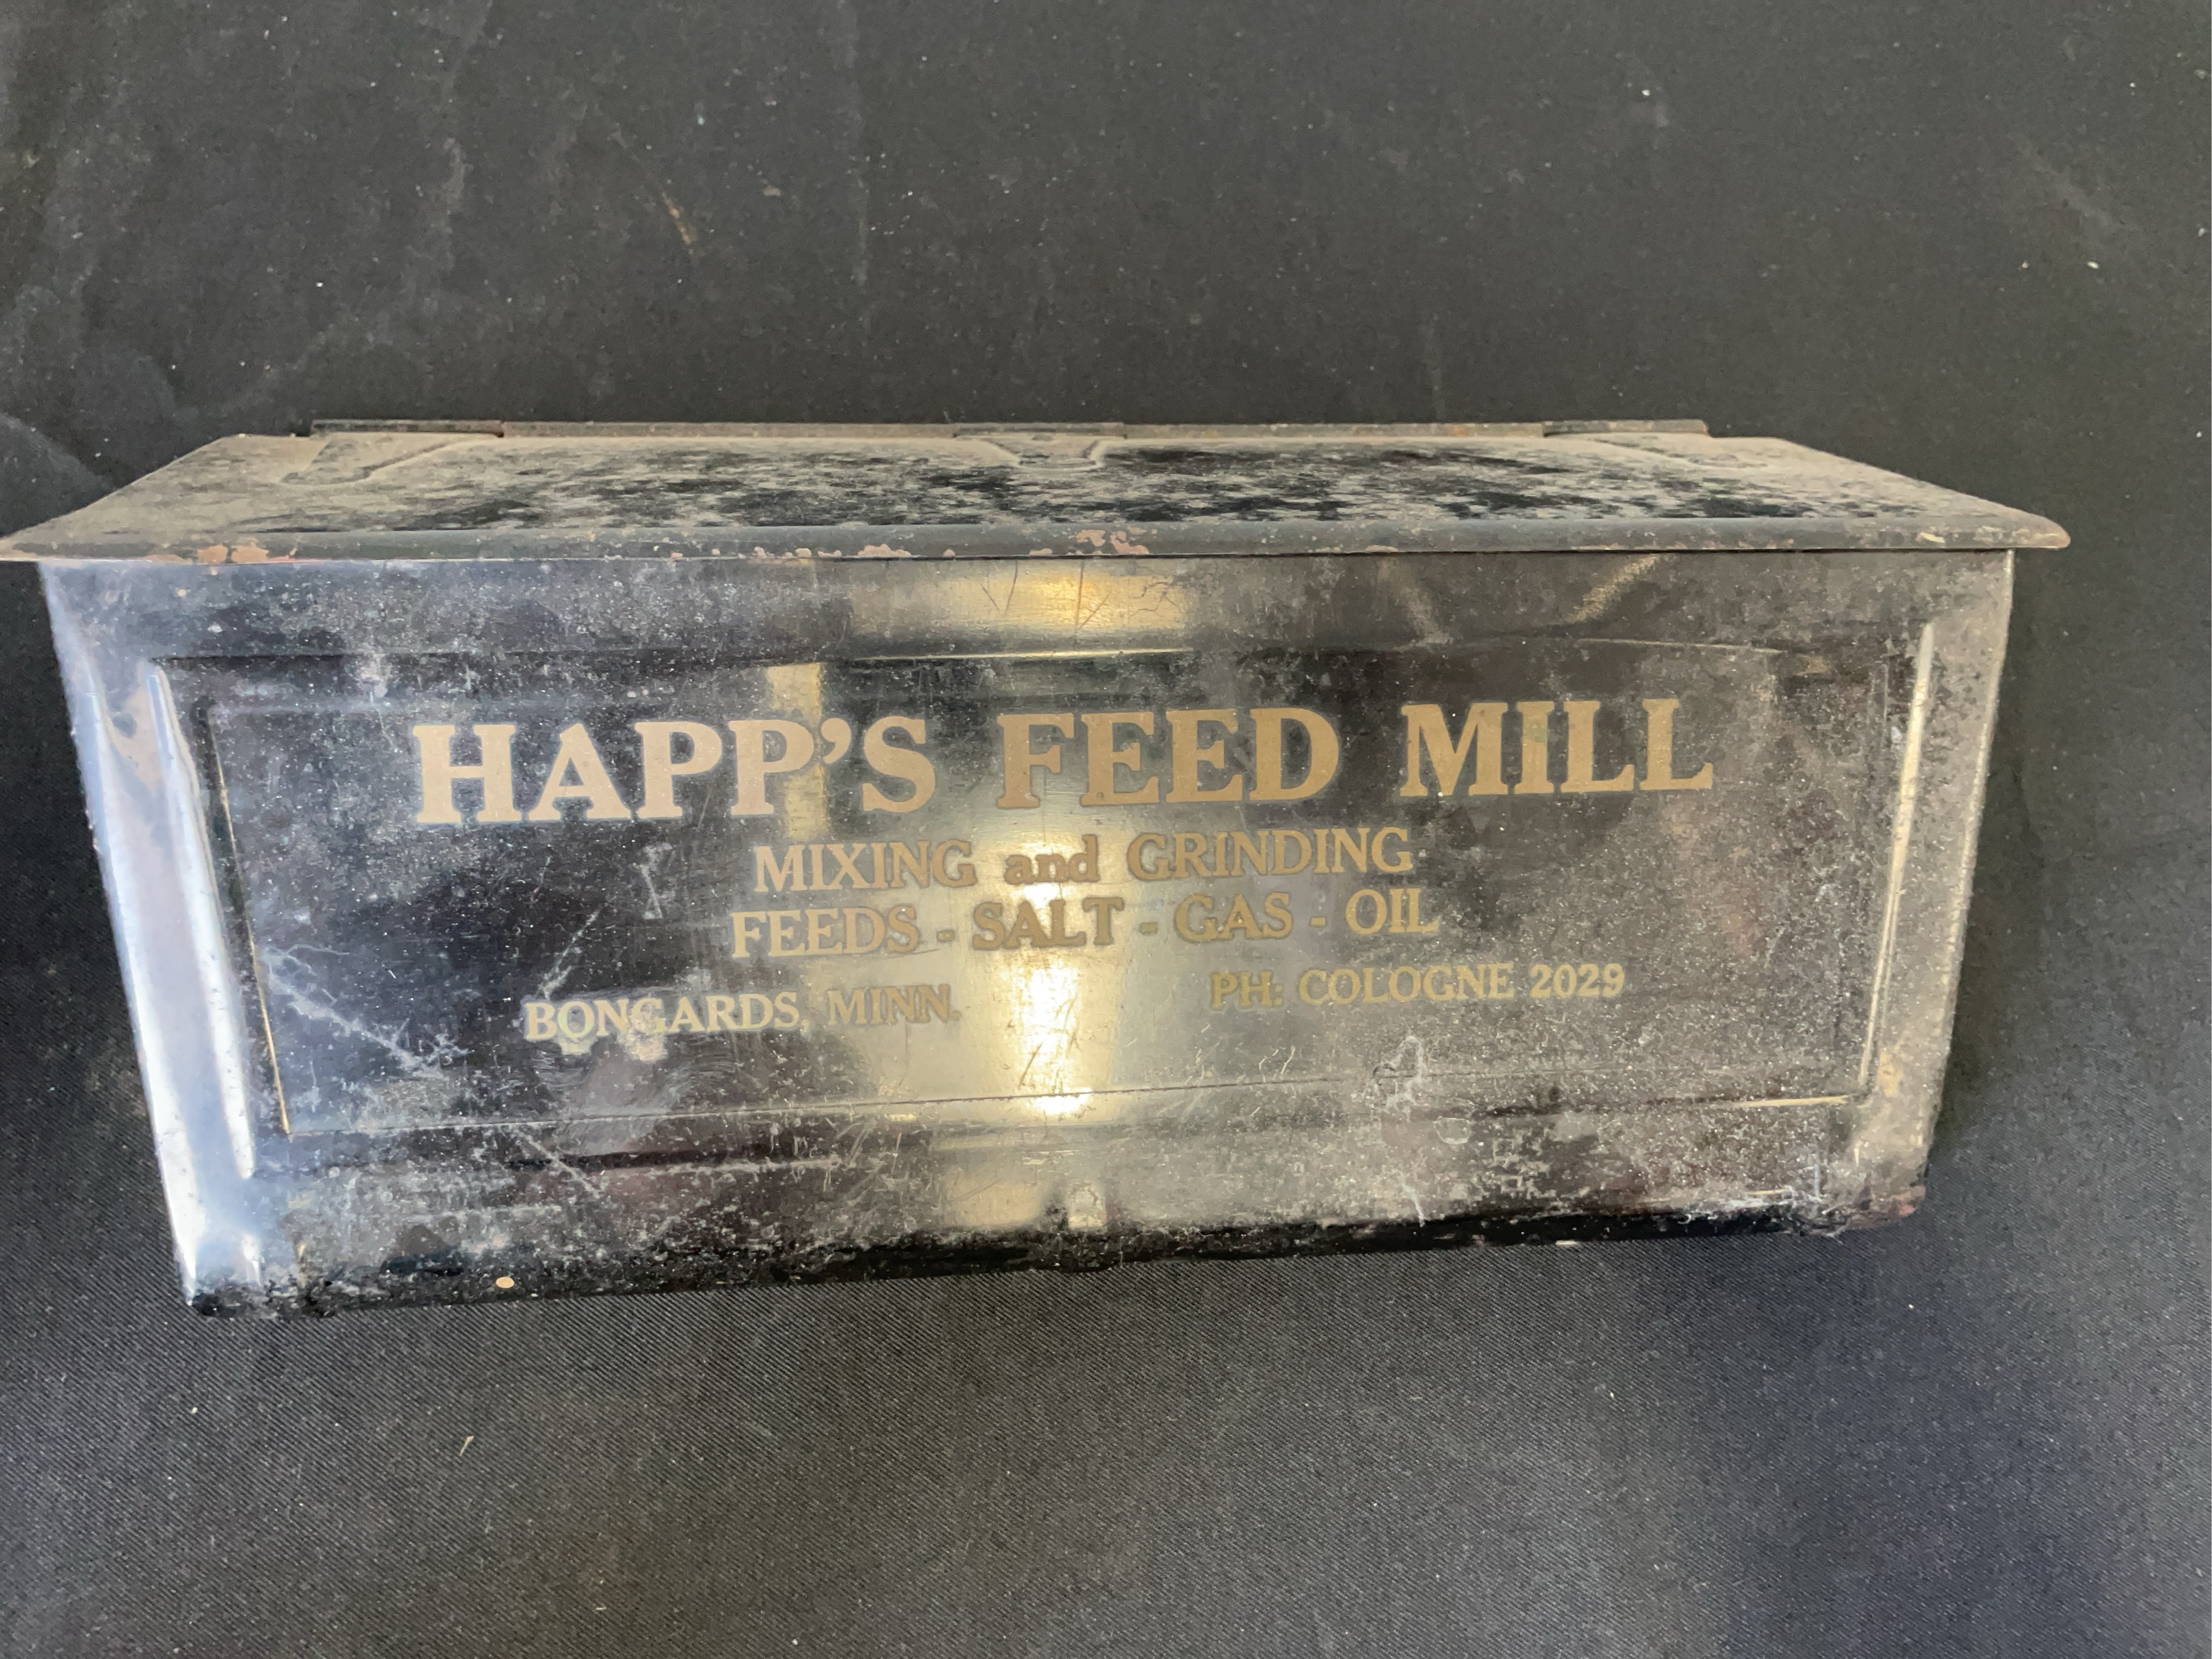 HAPP'S FEED MILL
MIXING and GRINDING
FEEDS - SALT - GAS - OIL
BONGARDS, MINN. PH: COLOGNE 2029